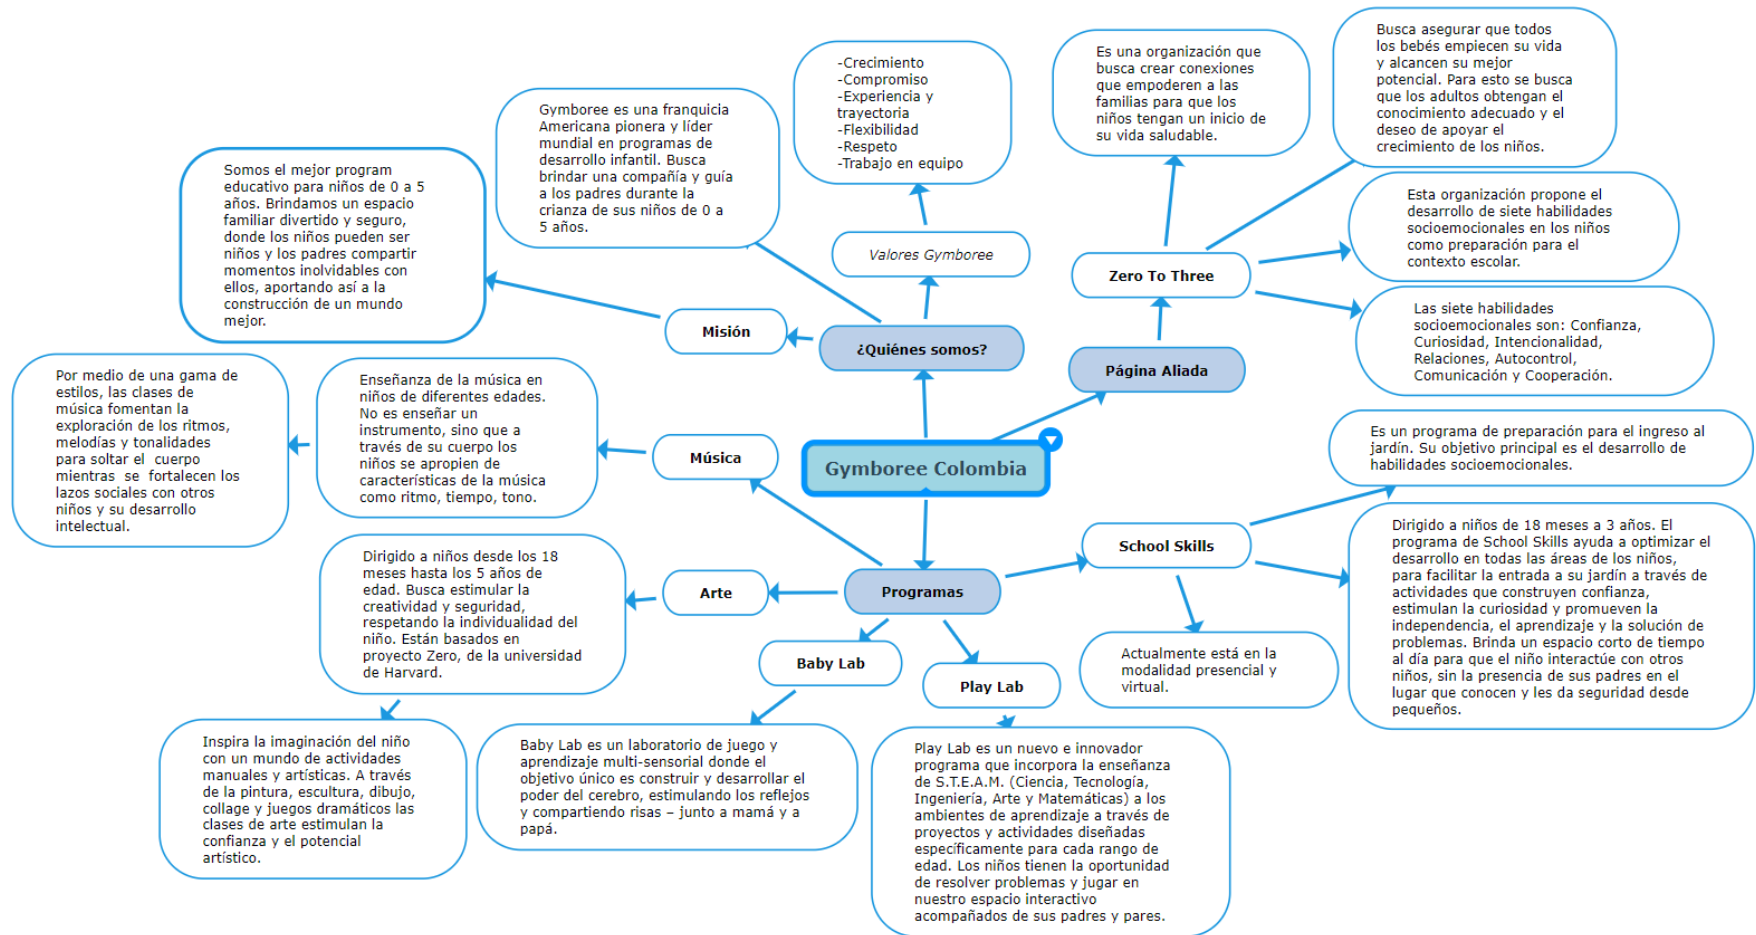 Gymboree Colombia
¿Quiénes somos?
Misión
Somos el mejor program
educativo para niños de 0 a 5
años. Brindamos un espacio
familiar divertido y seguro,
donde los niños pueden ser
niños y los padres compartir
momentos inolvidables con
ellos, aportando así a la
construcción de un mundo
mejor.
Gymboree es una franquicia
Americana pionera y líder
mundial en programas de
desarrollo infantil. Busca
brindar una compañía y guía
a los padres durante la
crianza de sus niños de 0 a
5 años.
Valores Gymboree
-Crecimiento
-Compromiso
-Experiencia y
trayectoria
-Flexibilidad
-Respeto
-Trabajo en equipo
Página Aliada
Zero To Three
Es una organización que
busca crear conexiones
que empoderen a las
familias para que los
niños tengan un inicio de
su vida saludable.
Busca asegurar que todos
los bebés empiecen su vida
y alcancen su mejor
potencial. Para esto se busca
que los adultos obtengan el
conocimiento adecuado y el
deseo de apoyar el
crecimiento de los niños.
Esta organización propone el
desarrollo de siete habilidades
socioemocionales en los niños
como preparación para el
contexto escolar.
Las siete habilidades
socioemocionales son: Confianza,
Curiosidad, Intencionalidad,
Relaciones, Autocontrol,
Comunicación y Cooperación.
Programas
Música
Enseñanza de la música en
niños de diferentes edades.
No es enseñar un
instrumento, sino que a
través de su cuerpo los
niños se apropien de
características de la música
como ritmo, tiempo, tono.
Por medio de una gama de
estilos, las clases de
música fomentan la
exploración de los ritmos,
melodías y tonalidades
para soltar el cuerpo
mientras se fortalecen los
lazos sociales con otros
niños y su desarrollo
intelectual.
Arte
Dirigido a niños desde los 18
meses hasta los 5 años de
edad. Busca estimular la
creatividad y seguridad,
respetando la individualidad del
niño. Están basados en
proyecto Zero, de la universidad
de Harvard.
Inspira la imaginación del niño
con un mundo de actividades
manuales y artísticas. A través
de la pintura, escultura, dibujo,
collage y juegos dramáticos las
clases de arte estimulan la
confianza y el potencial
artístico.
Baby Lab
Baby Lab es un laboratorio de juego y
aprendizaje multi-sensorial donde el
objetivo único es construir y desarrollar el
poder del cerebro, estimulando los reflejos
y compartiendo risas – junto a mamá y a
papá.
Play Lab
Play Lab es un nuevo e innovador
programa que incorpora la enseñanza
de S.T.E.A.M. (Ciencia, Tecnología,
Ingeniería, Arte y Matemáticas) a los
ambientes de aprendizaje a través de
proyectos y actividades diseñadas
específicamente para cada rango de
edad. Los niños tienen la oportunidad
de resolver problemas y jugar en
nuestro espacio interactivo
acompañados de sus padres y pares.
School Skills
Es un programa de preparación para el ingreso al
jardín. Su objetivo principal es el desarrollo de
habilidades socioemocionales.
Dirigido a niños de 18 meses a 3 años. El
programa de School Skills ayuda a optimizar el
desarrollo en todas las áreas de los niños,
para facilitar la entrada a su jardín a través de
actividades que construyen confianza,
estimulan la curiosidad y promueven la
independencia, el aprendizaje y la solución de
problemas. Brinda un espacio corto de tiempo
al día para que el niño interactúe con otros
niños, sin la presencia de sus padres en el
lugar que conocen y les da seguridad desde
pequeños.
Actualmente está en la
modalidad presencial y
virtual.